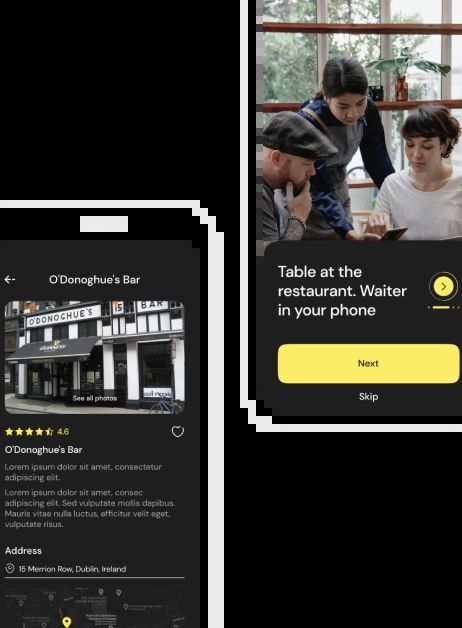 Table at the
restaurant. Waiter
in your phone
Next
Skip
O'Donoghue's Bar
O'DONOGHUE'S
15
BAR
GUINNESS
See all photos
4.6
O'Donoghue's Bar
Lorem ipsum dolor sit amet, consectetur
adipiscing elit.
Lorem ipsum dolor sit amet, consec
adipiscing elit. Sed vulputate mollis dapibus.
Mauris vitae nulla luctus, efficitur velit eget,
vulputate risus.
Address
15 Merrion Row, Dublin, Ireland